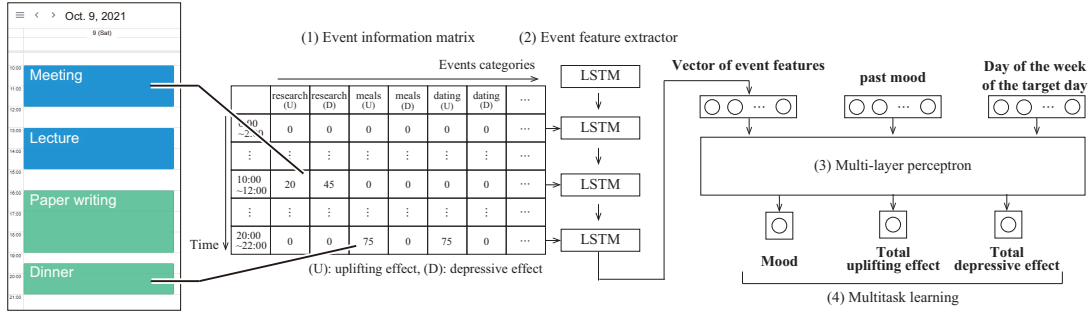 Oct. 9, 2021
9 (Sat)
10:00
11:00
12:00
13:00
14:00
15:00
16:00
17:00
18:00
19:00
20:00
21:00
Meeting
Lecture
Paper writing
Dinner
(1) Event information matrix
Events categories
research (U) research (D) meals (U) meals (D) dating (U) dating (D) ...
0 0 0 0 0 0 ...
⋮ ⋮ ⋮ ⋮ ⋮ ⋮ ...
10:00 ~12:00 20 45 0 0 0 0 ...
⋮ ⋮ ⋮ ⋮ ⋮ ⋮ ...
20:00 ~22:00 0 0 75 0 75 0 ...
Time
(U): uplifting effect, (D): depressive effect
(2) Event feature extractor
LSTM
LSTM
LSTM
LSTM
Vector of event features
past mood
Day of the week
of the target day
(3) Multi-layer perceptron
Mood
Total
uplifting effect
Total
depressive effect
(4) Multitask learning